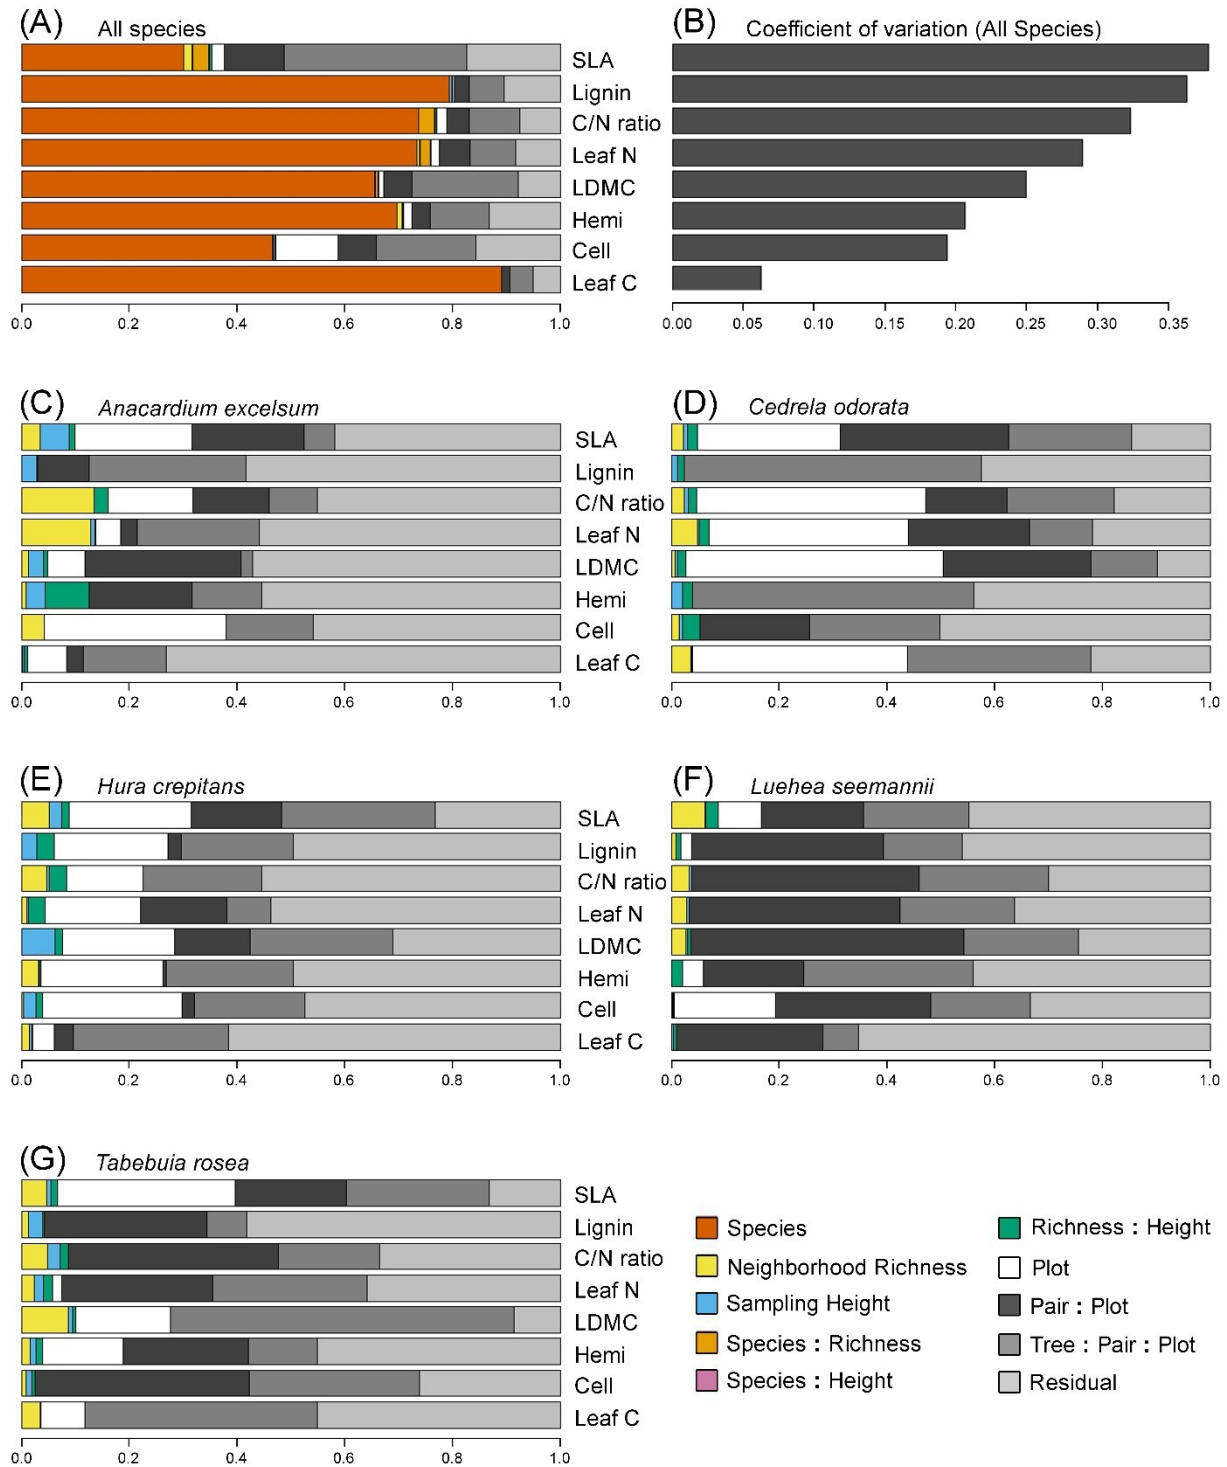 (A) All species
SLA
Lignin
C/N ratio
Leaf N
LDMC
Hemi
Cell
Leaf C
0.0 0.2 0.4 0.6 0.8 1.0
(B) Coefficient of variation (All Species)
0.00 0.05 0.10 0.15 0.20 0.25 0.30 0.35
(C) Anacardium excelsum
SLA
Lignin
C/N ratio
Leaf N
LDMC
Hemi
Cell
Leaf C
0.0 0.2 0.4 0.6 0.8 1.0
(D) Cedrela odorata
0.0 0.2 0.4 0.6 0.8 1.0
(E) Hura crepitans
SLA
Lignin
C/N ratio
Leaf N
LDMC
Hemi
Cell
Leaf C
0.0 0.2 0.4 0.6 0.8 1.0
(F) Luehea seemannii
0.0 0.2 0.4 0.6 0.8 1.0
(G) Tabebuia rosea
SLA
Lignin
C/N ratio
Leaf N
LDMC
Hemi
Cell
Leaf C
0.0 0.2 0.4 0.6 0.8 1.0
Species
Neighborhood Richness
Sampling Height
Species : Richness
Species : Height
Richness : Height
Plot
Pair : Plot
Tree : Pair : Plot
Residual